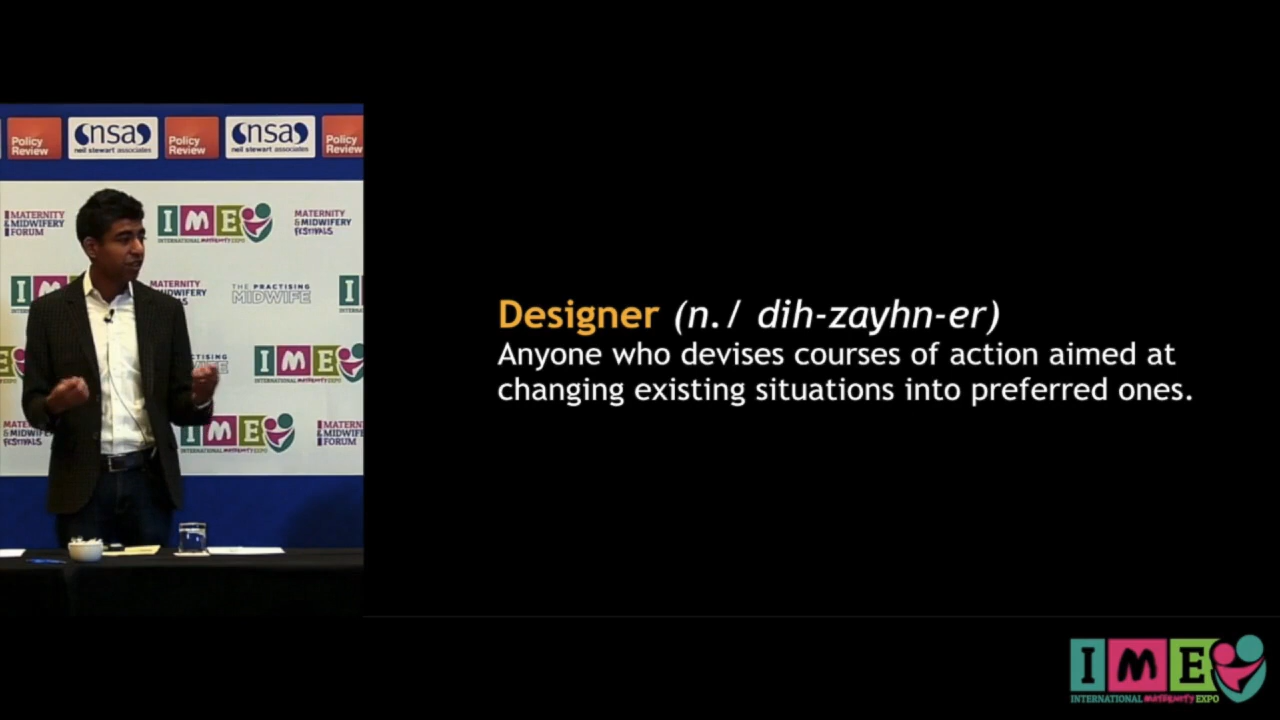 Policy
Review
nsa
neil stewart associates
Policy
Review
nsa
neil stewart associates
Policy
Review
MATERNITY
& MIDWIFERY
FORUM
IME
INTERNATIONAL MATERNITY EXPO
MATERNITY
& MIDWIFERY
FESTIVALS
MATERNITY
THE PRACTISING
MIDWIFE
I
IME
INTERNATIONAL MATERNITY EXPO
IME
INTERNATIONAL MATERNITY EXPO
MATERNITY
& MIDWIFERY
FORUM
Designer (n./ dih-zayhn-er)
Anyone who devises courses of action aimed at
changing existing situations into preferred ones.
IME
INTERNATIONAL MATERNITY EXPO